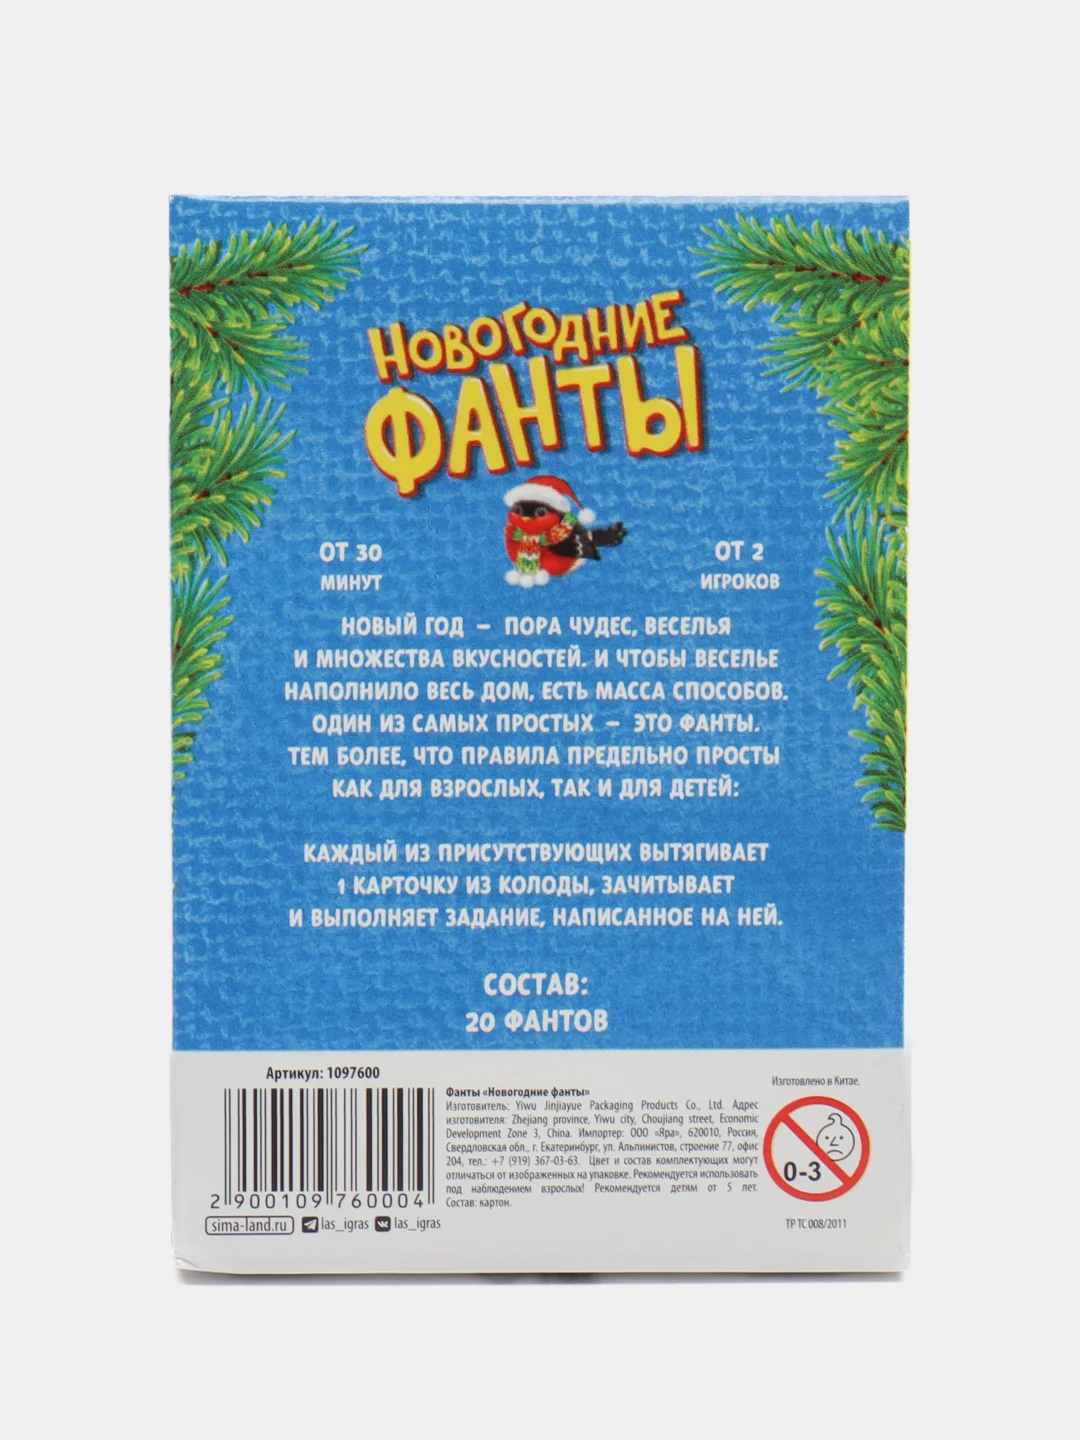 НОВОГОДНИЕ
ФАНТЫ
ОТ 30
МИНУТ
ОТ 2
ИГРОКОВ
НОВЫЙ ГОД – ПОРА ЧУДЕС, ВЕСЕЛЬЯ
И МНОЖЕСТВА ВКУСНОСТЕЙ. И ЧТОБЫ ВЕСЕЛЬЕ
НАПОЛНИЛО ВЕСЬ ДОМ, ЕСТЬ МАССА СПОСОБОВ.
ОДИН ИЗ САМЫХ ПРОСТЫХ – ЭТО ФАНТЫ.
ТЕМ БОЛЕЕ, ЧТО ПРАВИЛА ПРЕДЕЛЬНО ПРОСТЫ
КАК ДЛЯ ВЗРОСЛЫХ, ТАК И ДЛЯ ДЕТЕЙ:
КАЖДЫЙ ИЗ ПРИСУТСТВУЮЩИХ ВЫТЯГИВАЕТ
1 КАРТОЧКУ ИЗ КОЛОДЫ, ЗАЧИТЫВАЕТ
И ВЫПОЛНЯЕТ ЗАДАНИЕ, НАПИСАННОЕ НА НЕЙ.
СОСТАВ:
20 ФАНТОВ
Артикул: 1097600
2 900109 760004
sima-land.ru las_igras las_igras
Фанты «Новогодние фанты»
Изготовитель: Yiwu Jinjiayue Packaging Products Co., Ltd. Адрес
изготовителя: Zhejiang province, Yiwu city, Choujiang street, Economic
Development Zone 3, China. Импортер: ООО «Яра», 620010, Россия,
Свердловская обл., г. Екатеринбург, ул. Альпинистов, строение 77, офис
204, тел.: +7 (919) 367-03-63. Цвет и состав комплектующих могут
отличаться от изображенных на упаковке. Рекомендуется использовать
под наблюдением взрослых! Рекомендуется детям от 5 лет.
Состав: картон.
Изготовлено в Китае.
0-3
ТР ТС 008/2011